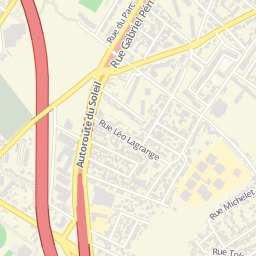 Rue du Parc
Rue Gabriel Péri
Autoroute du Soleil
Rue Léo Lagrange
Rue Michelet